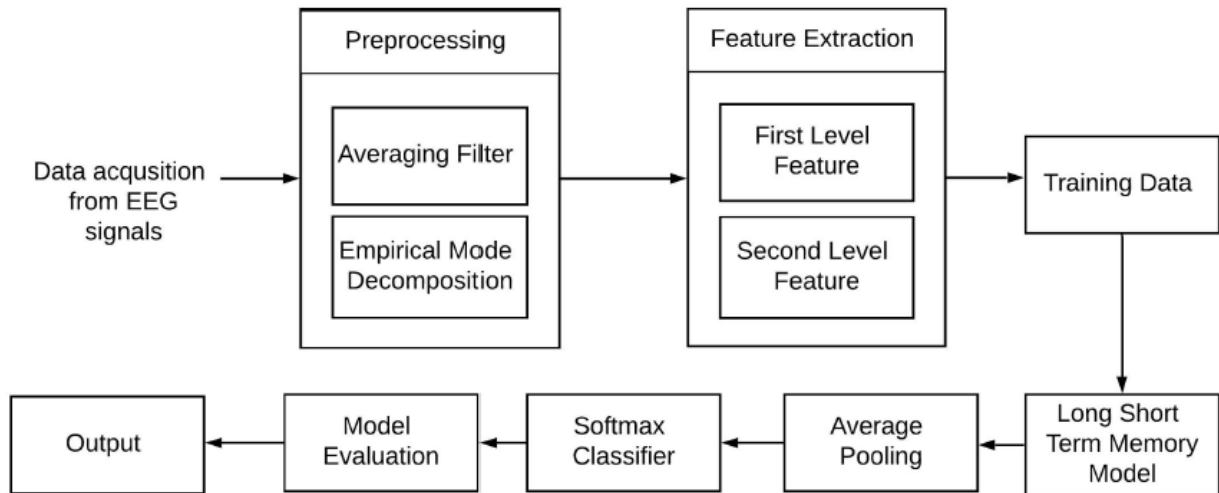 Data acqusition
from EEG
signals
Preprocessing
Averaging Filter
Empirical Mode
Decomposition
Feature Extraction
First Level
Feature
Second Level
Feature
Training Data
Long Short
Term Memory
Model
Average
Pooling
Softmax
Classifier
Model
Evaluation
Output